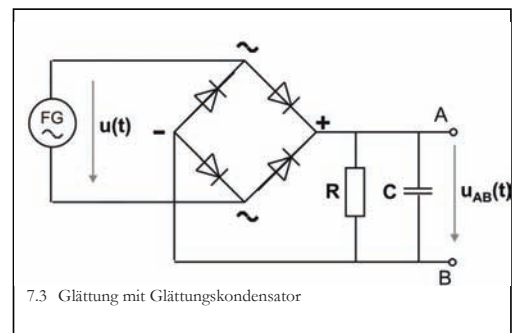 ~
FG
~
u(t)
-
+
A
R
C
u_AB(t)
~
B
7.3 Glättung mit Glättungskondensator